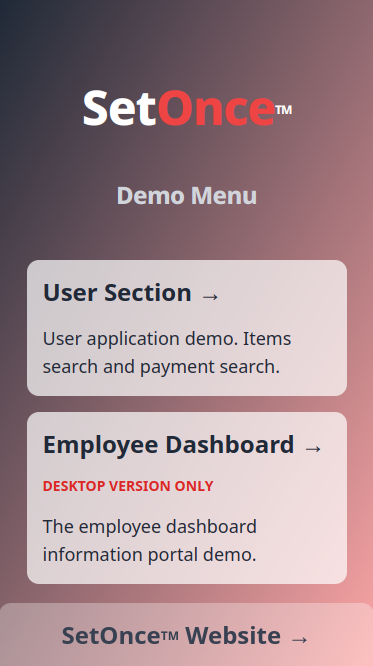 SetOnce™
Demo Menu
User Section →
User application demo. Items
search and payment search.
Employee Dashboard →
DESKTOP VERSION ONLY
The employee dashboard
information portal demo.
SetOnce™ Website →